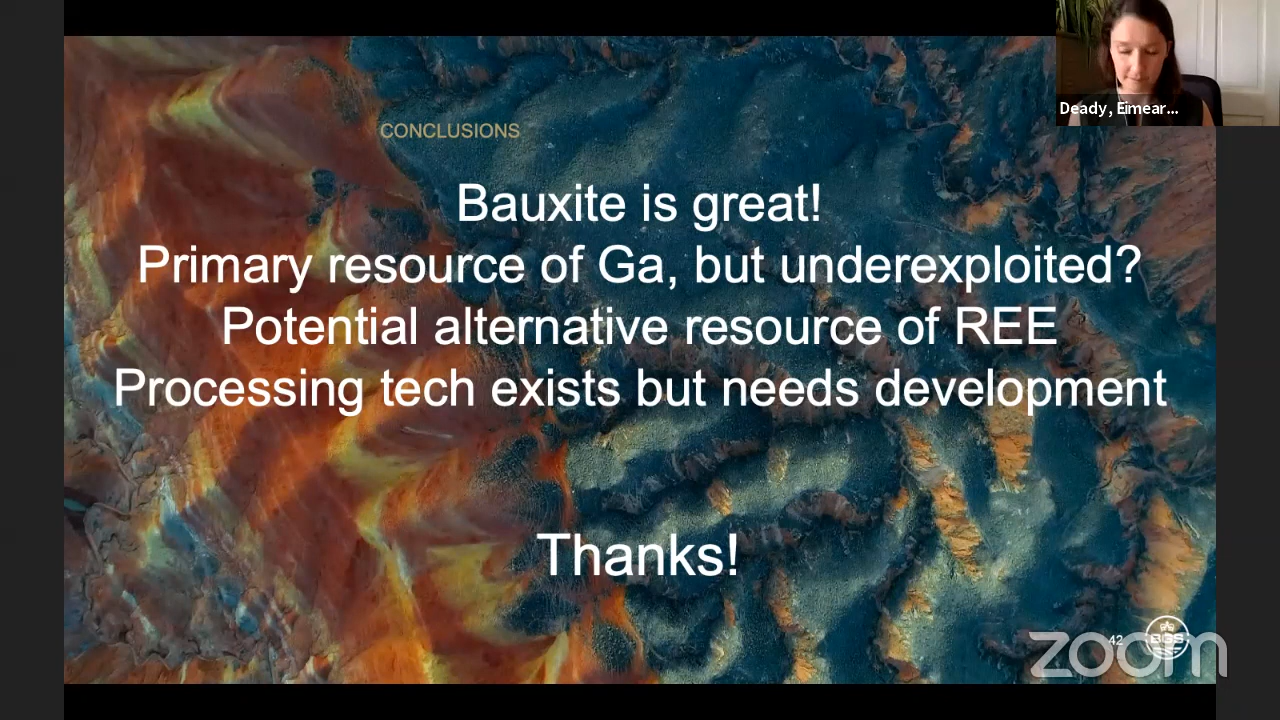 Deady, Eimear...
CONCLUSIONS
Bauxite is great!
Primary resource of Ga, but underexploited?
Potential alternative resource of REE
Processing tech exists but needs development
Thanks!
42
BGS
zoom